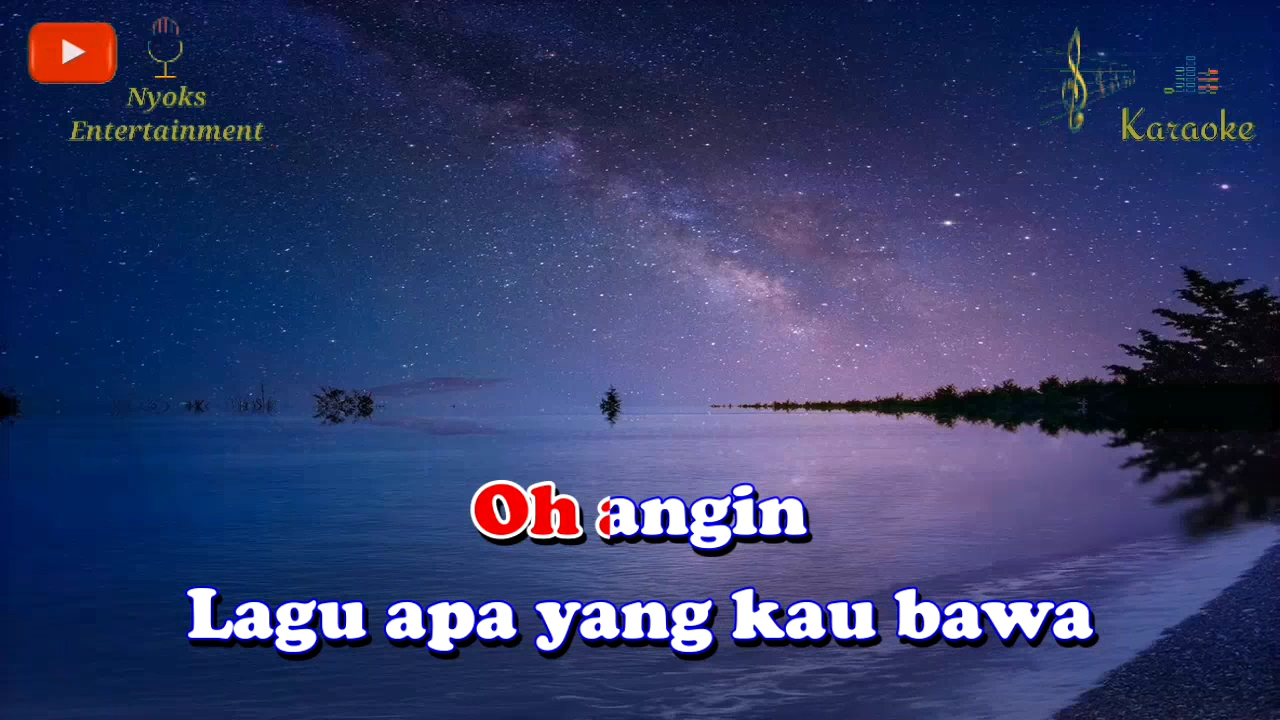 Nyoks
Entertainment
Karaoke
Oh angin
Lagu apa yang kau bawa